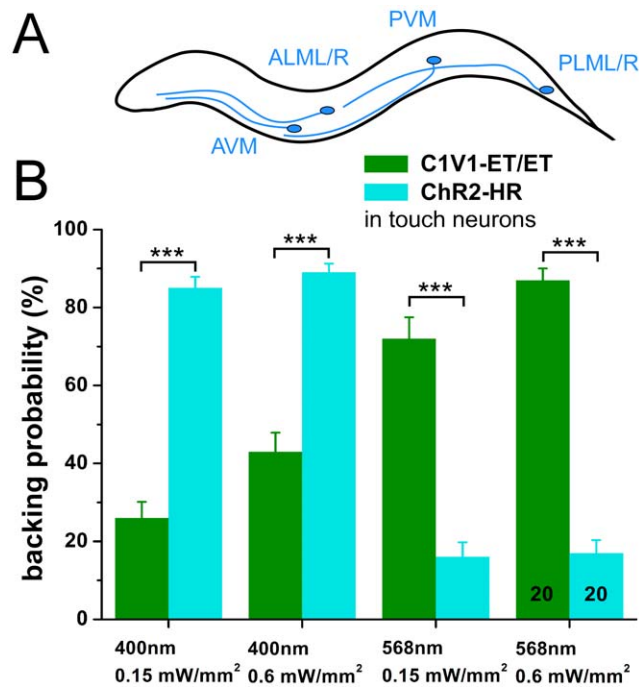 A
PVM
ALML/R
PLML/R
AVM
B
C1V1-ET/ET
ChR2-HR
in touch neurons
backing probability (%)
100
80
60
40
20
0
***
***
***
***
20 20
400nm
0.15 mW/mm²
400nm
0.6 mW/mm²
568nm
0.15 mW/mm²
568nm
0.6 mW/mm²